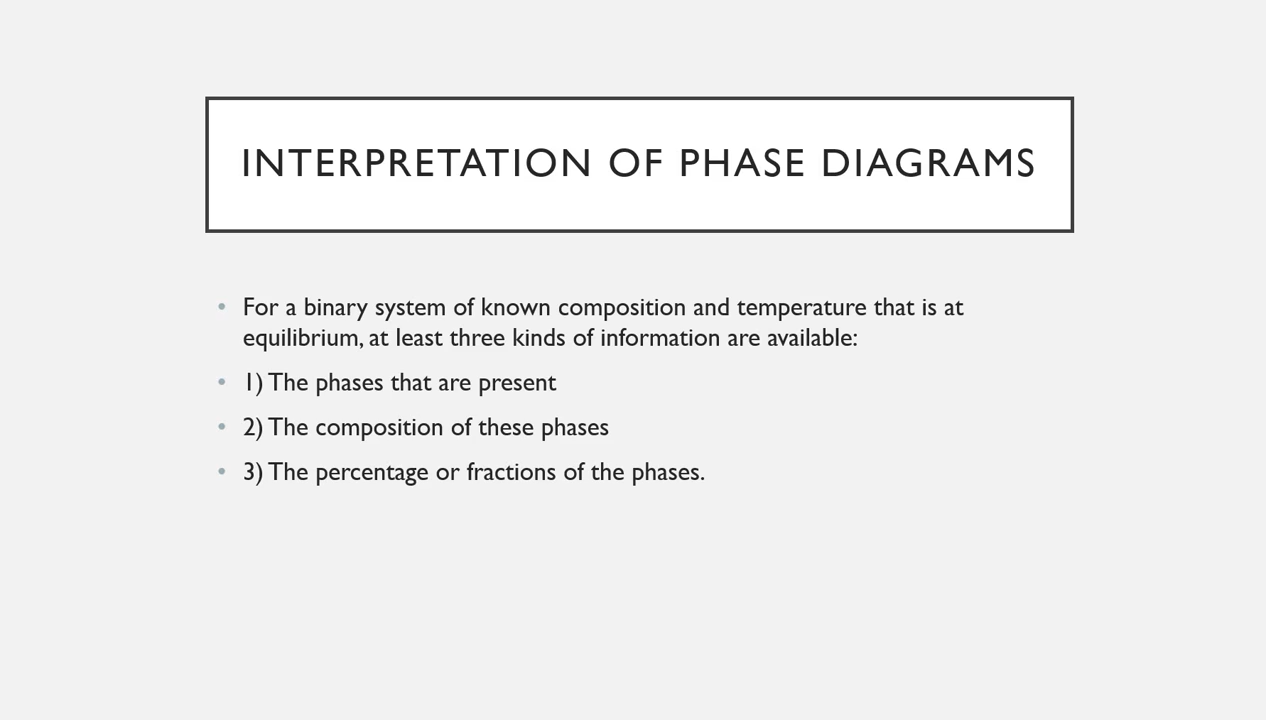 INTERPRETATION OF PHASE DIAGRAMS
• For a binary system of known composition and temperature that is at
equilibrium, at least three kinds of information are available:
• 1) The phases that are present
• 2) The composition of these phases
• 3) The percentage or fractions of the phases.